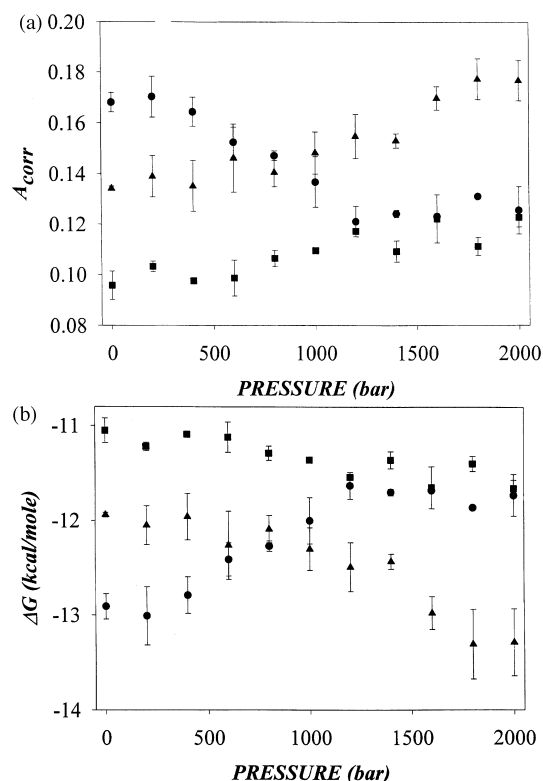 (a)
0.20
0.18
0.16
0.14
0.12
0.10
0.08
A_corr
0 500 1000 1500 2000
PRESSURE (bar)
(b)
-11
-12
-13
-14
ΔG (kcal/mole)
0 500 1000 1500 2000
PRESSURE (bar)